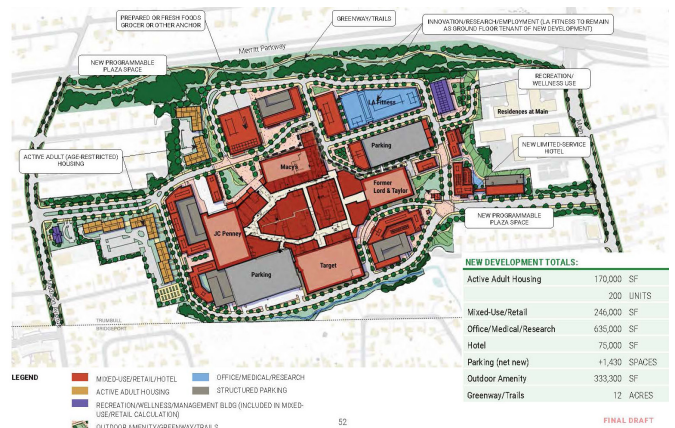 PREPARED OR FRESH FOODS
GROCER OR OTHER ANCHOR
GREENWAY/TRAILS
INNOVATION/RESEARCH/EMPLOYMENT (LA FITNESS TO REMAIN
AS GROUND FLOOR TENANT OF NEW DEVELOPMENT)
Merritt Parkway
NEW PROGRAMMABLE
PLAZA SPACE
RECREATION/
WELLNESS USE
LA Fitness
Residences at Main
Parking
NEW LIMITED-SERVICE
HOTEL
ACTIVE ADULT (AGE-RESTRICTED)
HOUSING
Macy's
Former
Lord & Taylor
NEW PROGRAMMABLE
PLAZA SPACE
JC Penney
Target
Parking
TRUMBULL
BRIDGEPORT
NEW DEVELOPMENT TOTALS:
Active Adult Housing 170,000 SF
200 UNITS
Mixed-Use/Retail 246,000 SF
Office/Medical/Research 635,000 SF
Hotel 75,000 SF
Parking (net new) +1,430 SPACES
Outdoor Amenity 333,300 SF
Greenway/Trails 12 ACRES
LEGEND
MIXED-USE/RETAIL/HOTEL
OFFICE/MEDICAL/RESEARCH
ACTIVE ADULT HOUSING
STRUCTURED PARKING
RECREATION/WELLNESS/MANAGEMENT BLDG (INCLUDED IN MIXED-
USE/RETAIL CALCULATION)
OUTDOOR AMENITY/GREENWAY/TRAILS
52
FINAL DRAFT